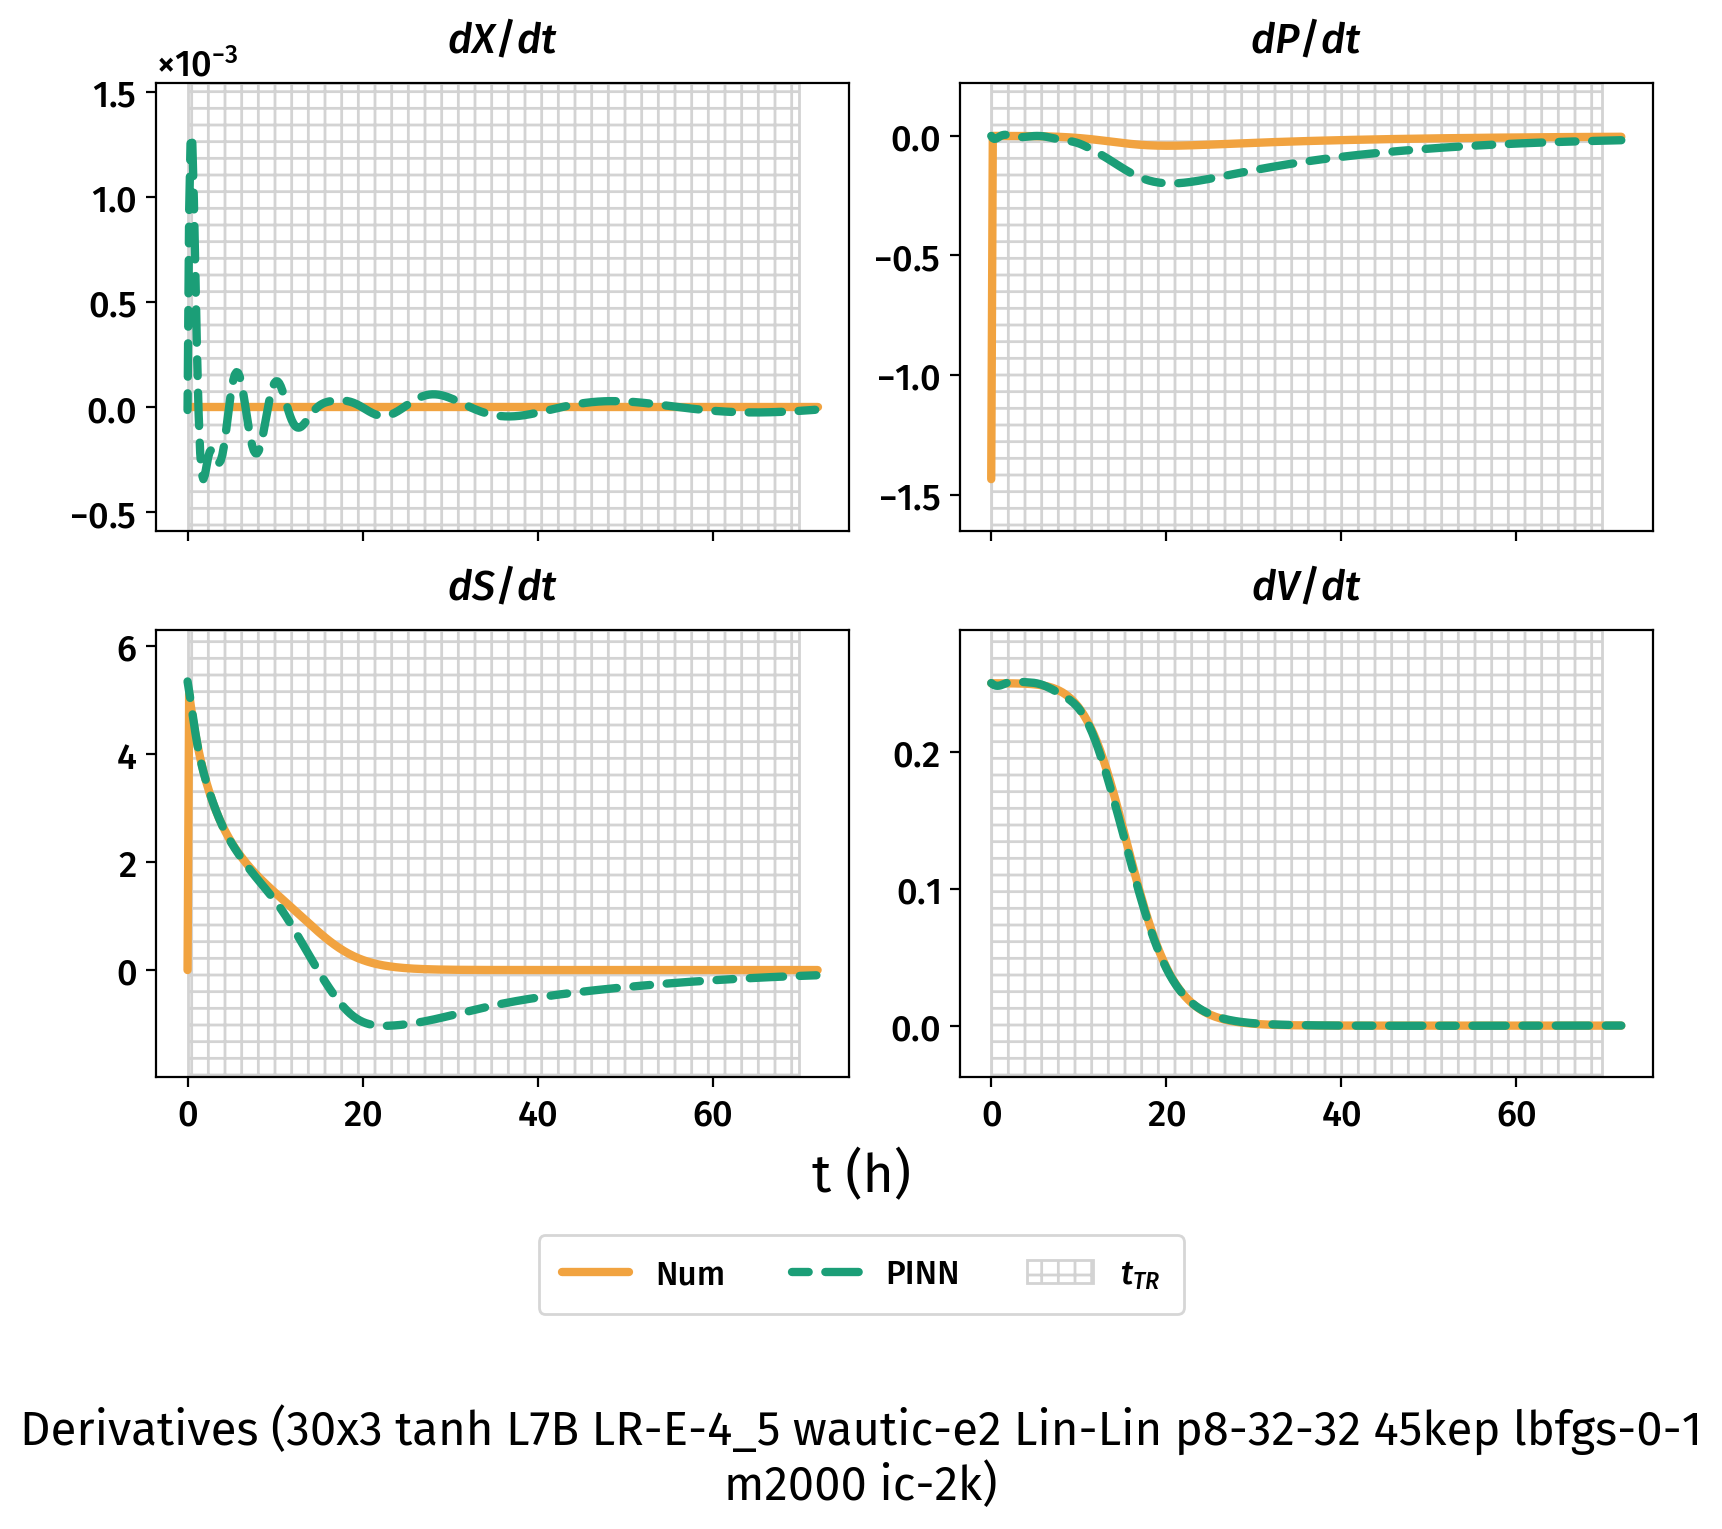 dX/dt
dP/dt
×10⁻³
1.5
1.0
0.5
0.0
−0.5
0.0
−0.5
−1.0
−1.5
dS/dt
dV/dt
6
4
2
0
0.2
0.1
0.0
0 20 40 60
0 20 40 60
t (h)
Num PINN t_TR
Derivatives (30x3 tanh L7B LR-E-4_5 wautic-e2 Lin-Lin p8-32-32 45kep lbfgs-0-1
m2000 ic-2k)